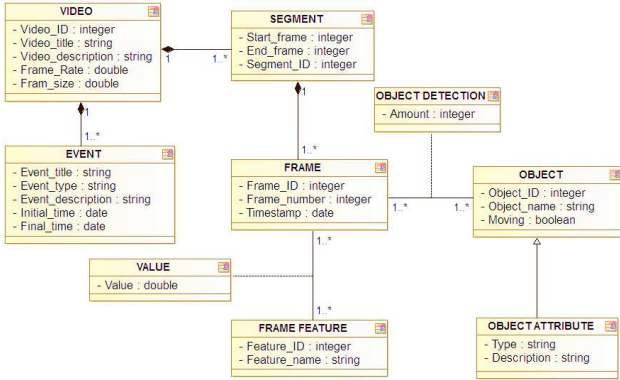 VIDEO
- Video_ID : integer
- Video_title : string
- Video_description : string
- Frame_Rate : double
- Fram_size : double
1
1..*
1
1..*
SEGMENT
- Start_frame : integer
- End_frame : integer
- Segment_ID : integer
1
1..*
OBJECT DETECTION
- Amount : integer
EVENT
- Event_title : string
- Event_type : string
- Event_description : string
- Initial_time : date
- Final_time : date
FRAME
- Frame_ID : integer
- Frame_number : integer
- Timestamp : date
1..*
1..*
1..*
OBJECT
- Object_ID : integer
- Object_name : string
- Moving : boolean
VALUE
- Value : double
1..*
FRAME FEATURE
- Feature_ID : integer
- Feature_name : string
OBJECT ATTRIBUTE
- Type : string
- Description : string